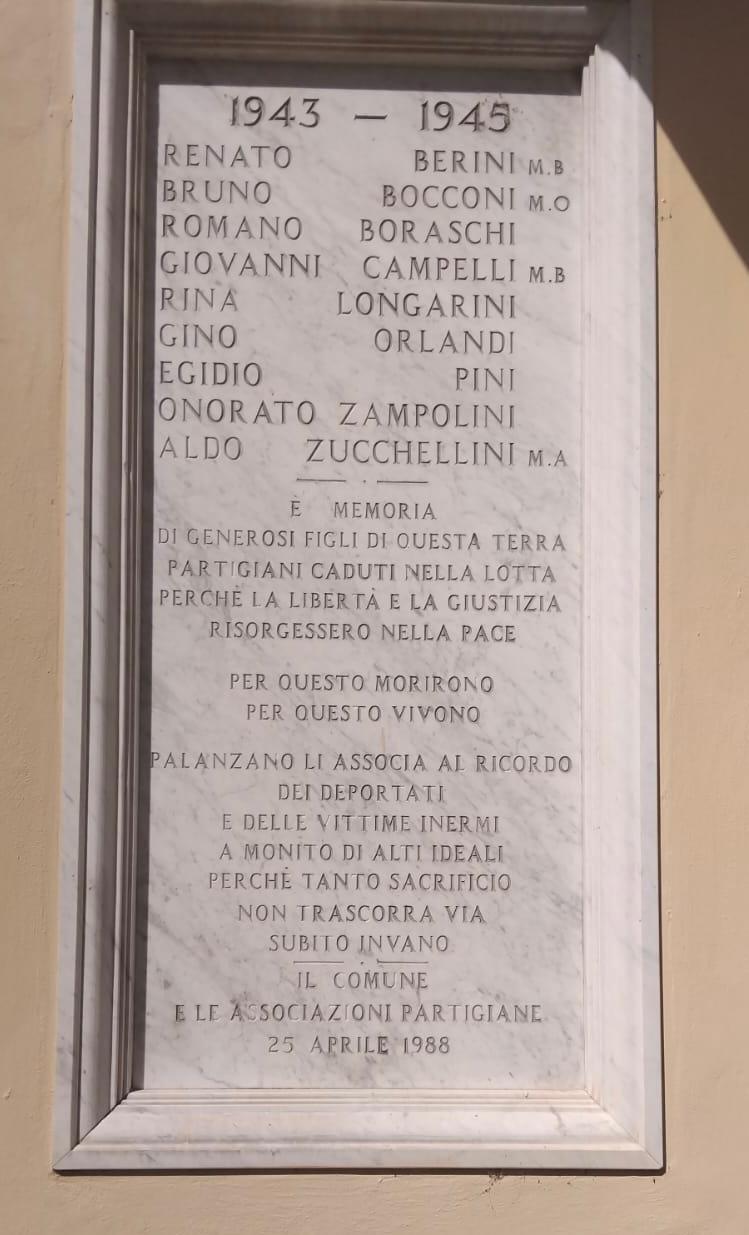 1943 — 1945
RENATO BERINI M.B
BRUNO BOCCONI M.O
ROMANO BORASCHI
GIOVANNI CAMPELLI M.B
RINA LONGARINI
GINO ORLANDI
EGIDIO PINI
ONORATO ZAMPOLINI
ALDO ZUCCHELLINI M.A
È MEMORIA
DI GENEROSI FIGLI DI QUESTA TERRA
PARTIGIANI CADUTI NELLA LOTTA
PERCHÈ LA LIBERTÀ E LA GIUSTIZIA
RISORGESSERO NELLA PACE
PER QUESTO MORIRONO
PER QUESTO VIVONO
PALANZANO LI ASSOCIA AL RICORDO
DEI DEPORTATI
E DELLE VITTIME INERMI
A MONITO DI ALTI IDEALI
PERCHÈ TANTO SACRIFICIO
NON TRASCORRA VIA
SUBITO INVANO
IL COMUNE
E LE ASSOCIAZIONI PARTIGIANE
25 APRILE 1988